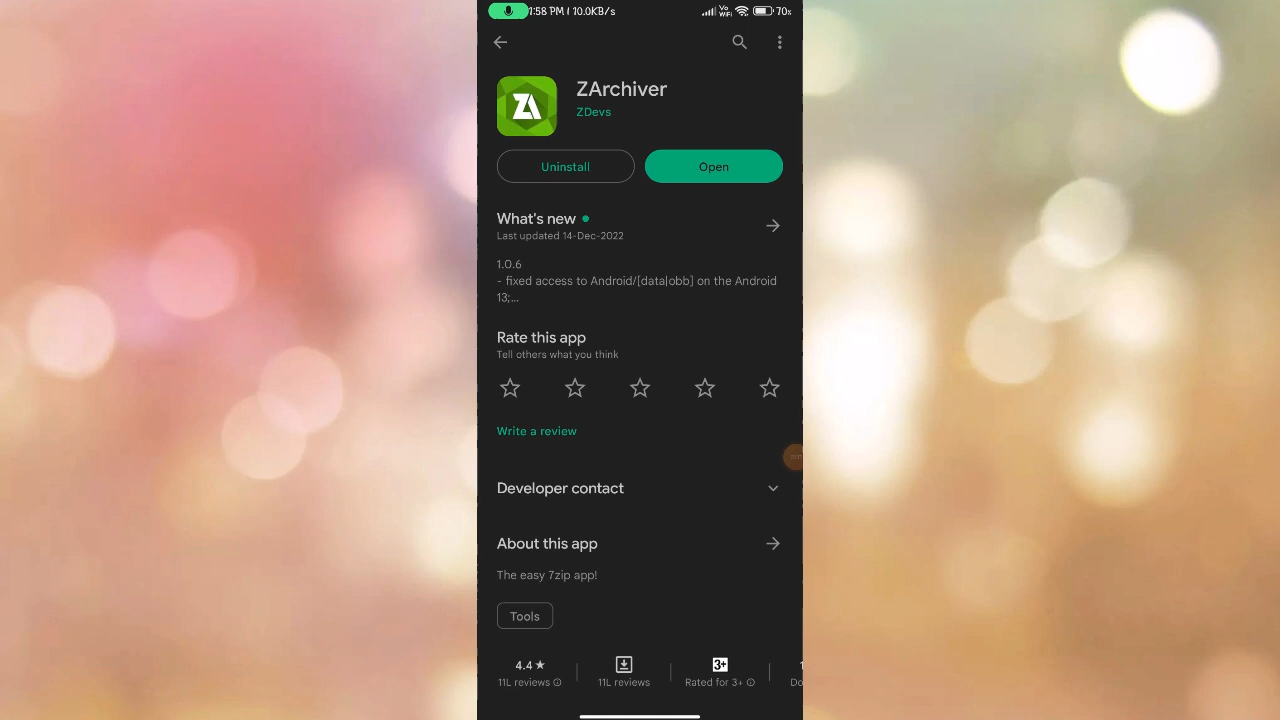 1:58 PM | 10.0KB/s
Vo
WiFi
70%
ZA
ZArchiver
ZDevs
Uninstall
Open
What's new
Last updated 14-Dec-2022
1.0.6
- fixed access to Android/[data|obb] on the Android
13;...
Rate this app
Tell others what you think
Write a review
Developer contact
About this app
The easy 7zip app!
Tools
4.4★
11L reviews
11L reviews
3+
Rated for 3+